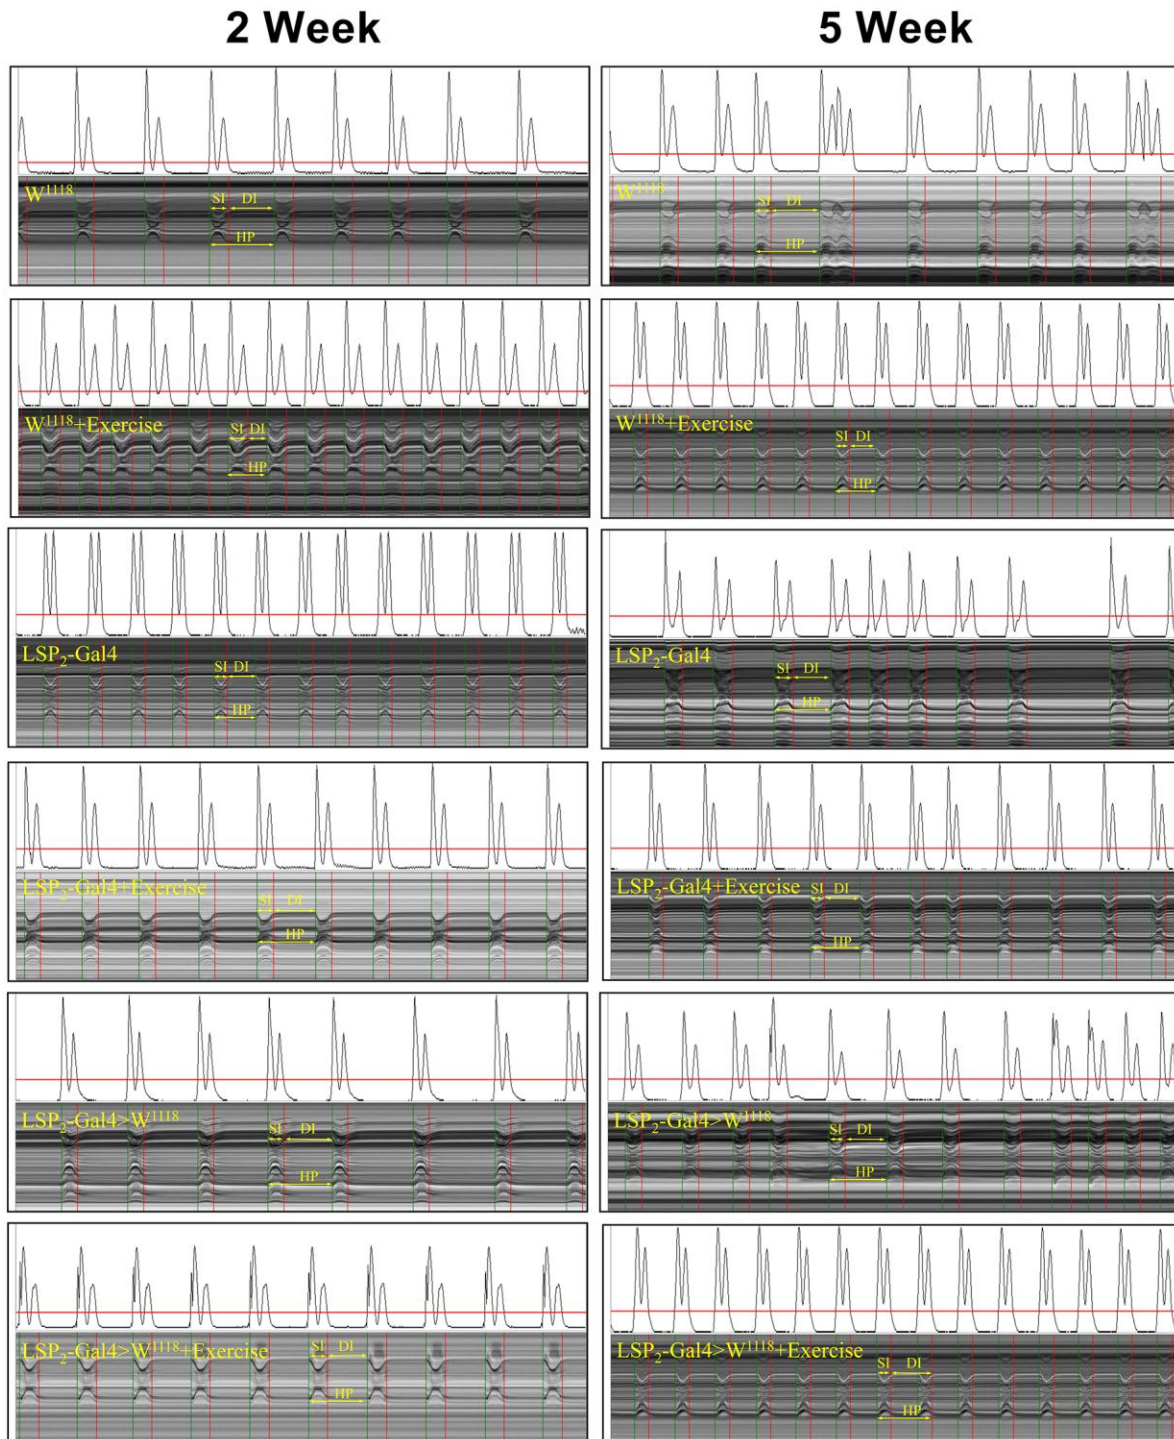 2 Week 5 Week
W1118
SI DI
HP
W1118
SI DI
HP
W1118+Exercise
SI DI
HP
W1118+Exercise
SI DI
HP
LSP2-Gal4
SI DI
HP
LSP2-Gal4
SI DI
HP
LSP2-Gal4+Exercise
SI DI
HP
LSP2-Gal4+Exercise
SI DI
HP
LSP2-Gal4>W1118
SI DI
HP
LSP2-Gal4>W1118
SI DI
HP
LSP2-Gal4>W1118+Exercise
SI DI
HP
LSP2-Gal4>W1118+Exercise
SI DI
HP